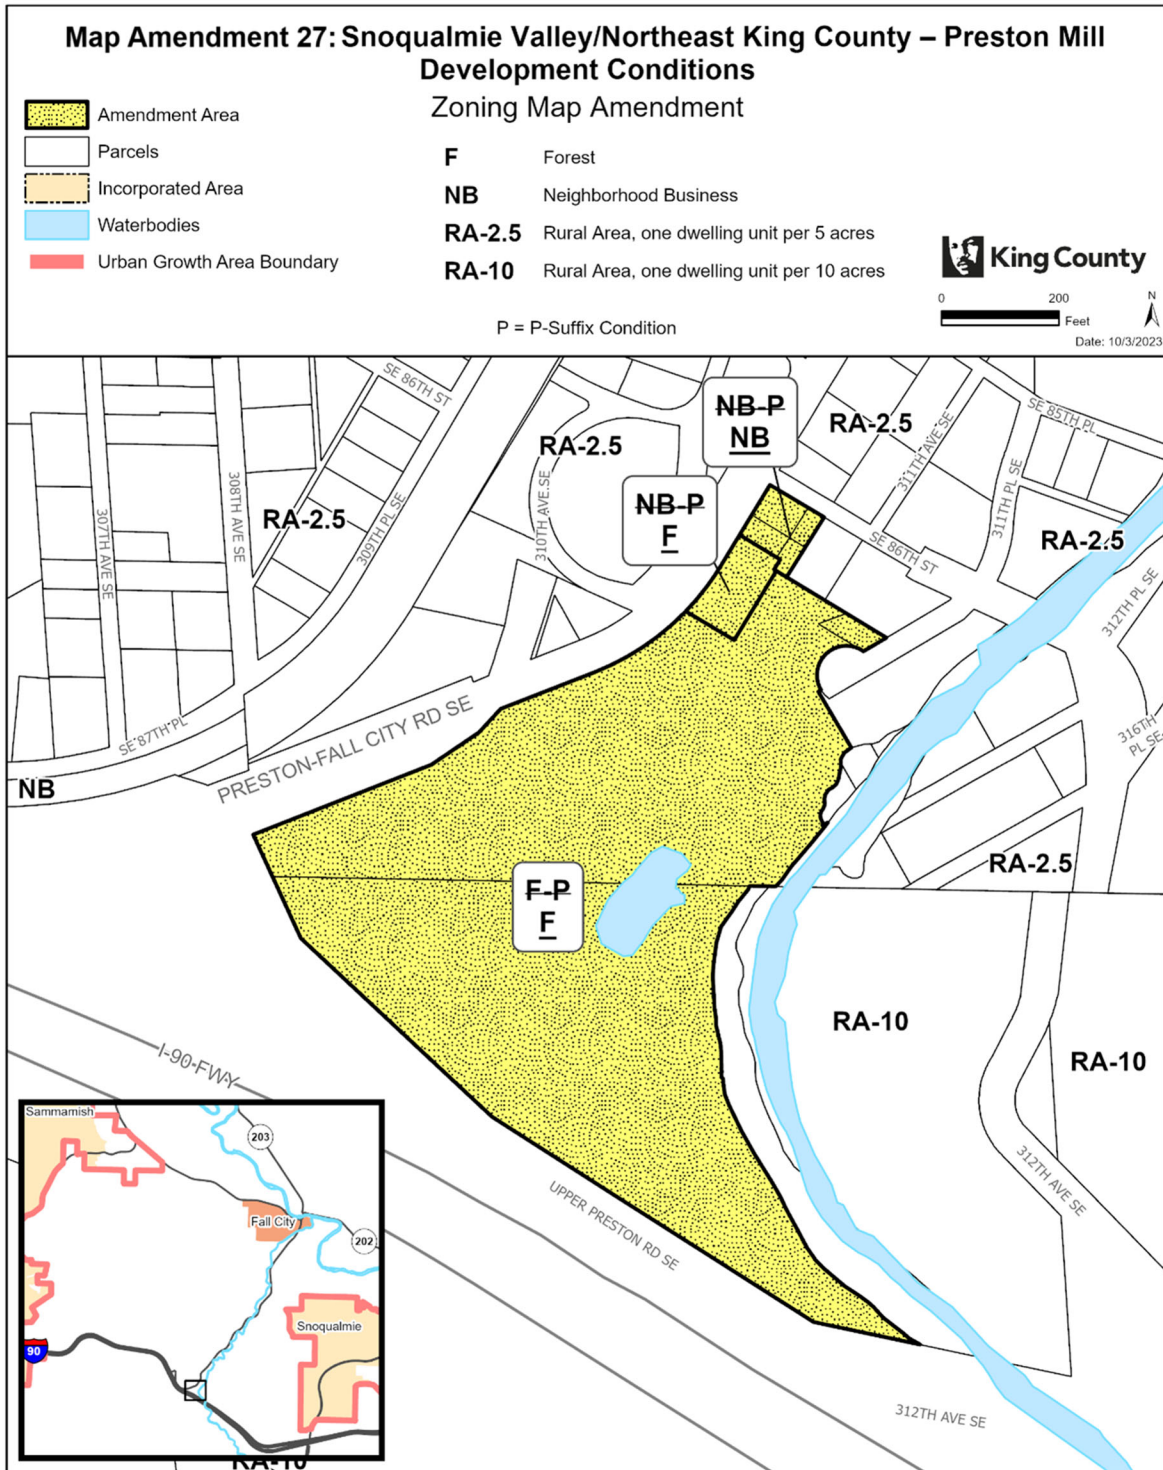 Map Amendment 27: Snoqualmie Valley/Northeast King County – Preston Mill
Development Conditions
Zoning Map Amendment
Amendment Area
Parcels
Incorporated Area
Waterbodies
Urban Growth Area Boundary
F Forest
NB Neighborhood Business
RA-2.5 Rural Area, one dwelling unit per 5 acres
RA-10 Rural Area, one dwelling unit per 10 acres
P = P-Suffix Condition
King County
0 200
Feet
N
Date: 10/3/2023
SE 86TH ST
NB-P
NB
RA-2.5
RA-2.5
SE 85TH PL
311TH AVE SE
308TH AVE SE
310TH AVE SE
311TH PL SE
NB-P
F
RA-2.5
307TH AVE SE
309TH PL SE
SE 86TH ST
RA-2.5
312TH PL SE
SE 87TH PL
PRESTON-FALL CITY RD SE
316TH
PL SE
NB
RA-2.5
F-P
F
RA-10
RA-10
I-90 FWY
312TH AVE SE
UPPER PRESTON RD SE
312TH AVE SE
Sammamish
203
Fall City
202
Snoqualmie
90
RA-10